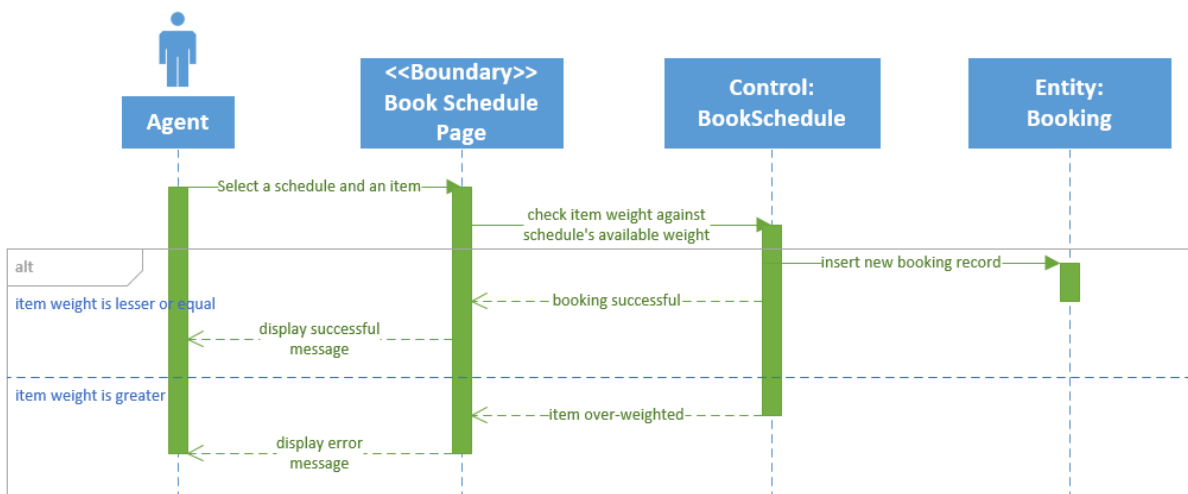 Agent
<<Boundary>>
Book Schedule
Page
Control:
BookSchedule
Entity:
Booking
Select a schedule and an item
check item weight against
schedule's available weight
alt
insert new booking record
item weight is lesser or equal
booking successful
display successful
message
item weight is greater
item over-weighted
display error
message